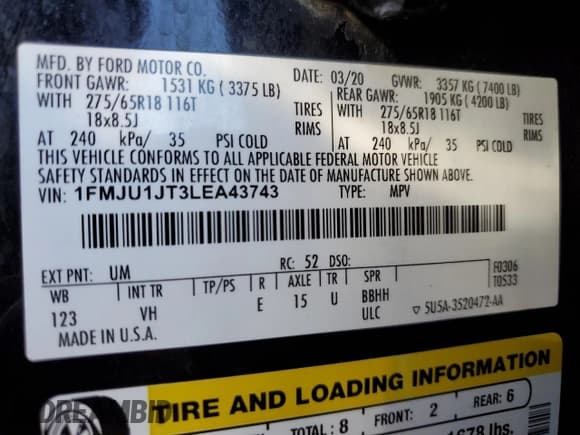 MFD. BY FORD MOTOR CO.
DATE: 03/20 GVWR: 3357 KG ( 7400 LB)
FRONT GAWR: 1531 KG ( 3375 LB) REAR GAWR: 1905 KG ( 4200 LB)
WITH 275/65R18 116T TIRES WITH 275/65R18 116T TIRES
18x8.5J RIMS 18x8.5J RIMS
AT 240 kPa/ 35 PSI COLD AT 240 kPa/ 35 PSI COLD
THIS VEHICLE CONFORMS TO ALL APPLICABLE FEDERAL MOTOR VEHICLE
SAFETY STANDARDS IN EFFECT ON THE DATE OF MANUFACTURE SHOWN ABOVE.
VIN: 1FMJU1JT3LEA43743 TYPE: MPV
EXT PNT: UM RC: 52 DSO: F0306
T0533
WB INT TR TP/PS R AXLE TR SPR
123 VH E 15 U BBHH
ULC ▽ 5U5A-3520472-AA
MADE IN U.S.A.
TIRE AND LOADING INFORMATION
TOTAL: 8 FRONT: 2 REAR: 6
1678 lbs.
DREAMBID